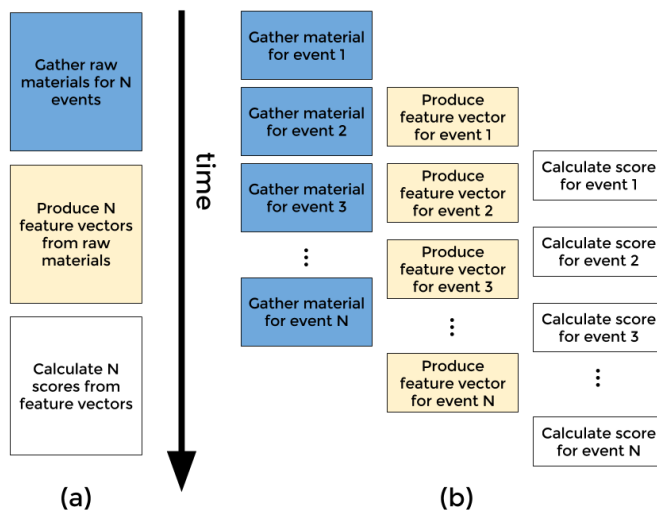 Gather raw
materials for N
events
Produce N
feature vectors
from raw
materials
Calculate N
scores from
feature vectors
(a)
time
Gather material
for event 1
Gather material
for event 2
Gather material
for event 3
...
Gather material
for event N
Produce
feature vector
for event 1
Produce
feature vector
for event 2
Produce
feature vector
for event 3
...
Produce
feature vector
for event N
Calculate score
for event 1
Calculate score
for event 2
Calculate score
for event 3
...
Calculate score
for event N
(b)